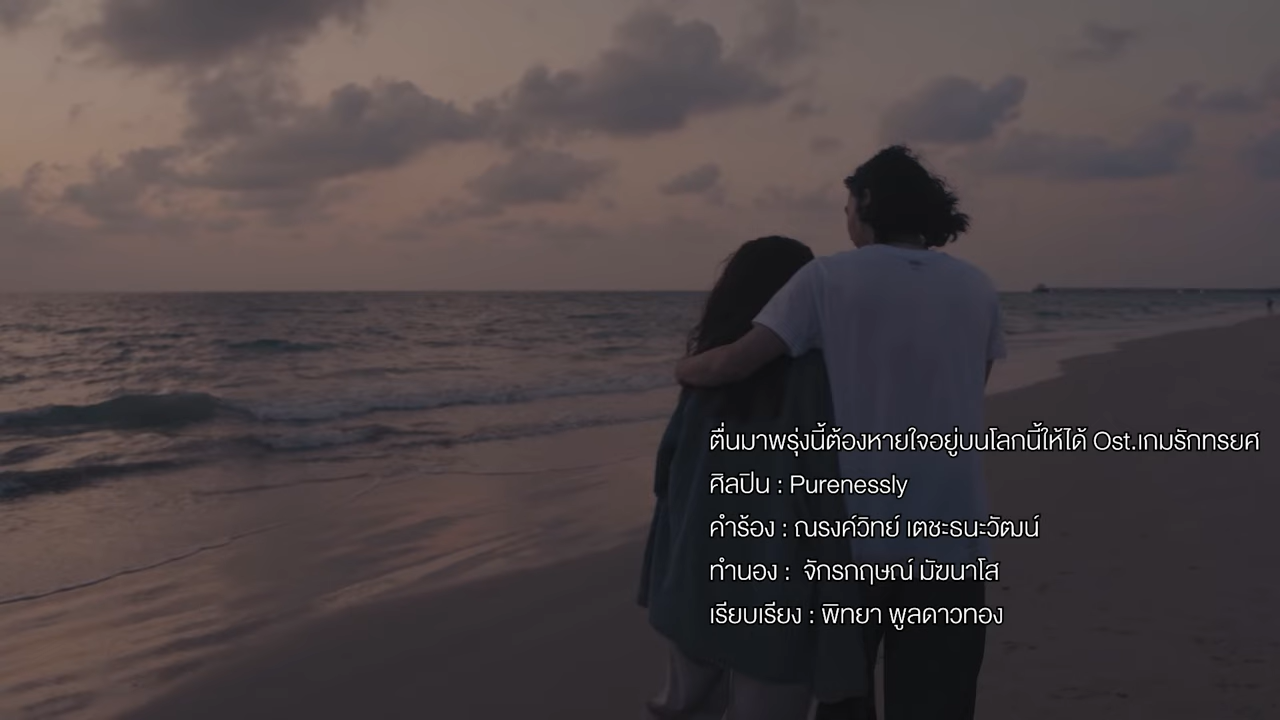 ตื่นมาพรุ่งนี้ต้องหายใจอยู่บนโลกนี้ให้ได้ Ost.เกมรักทรยศ
ศิลปิน : Purenessly
คำร้อง : ณรงค์วิทย์ เตชะธนะวัฒน์
ทำนอง : จักรกฤษณ์ มัฆนาโส
เรียบเรียง : พิทยา พูลดาวทอง